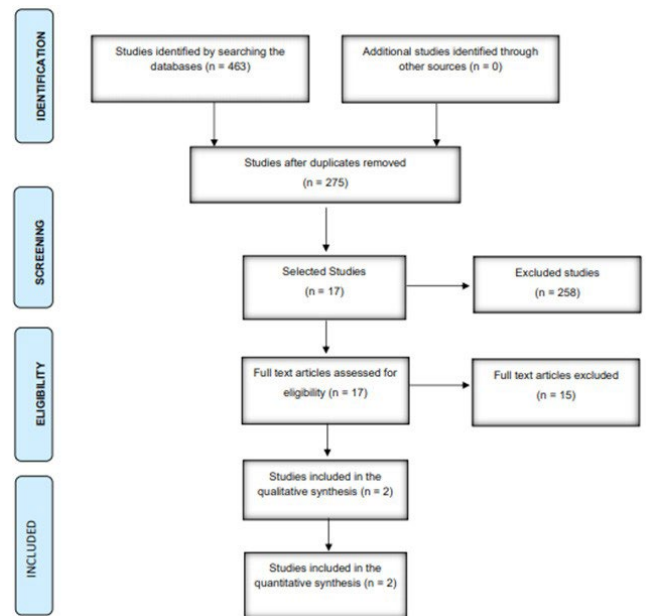 IDENTIFICATION
Studies identified by searching the
databases (n = 463)
Additional studies identified through
other sources (n = 0)
Studies after duplicates removed
(n = 275)
SCREENING
Selected Studies
(n = 17)
Excluded studies
(n = 258)
ELIGIBILITY
Full text articles assessed for
eligibility (n = 17)
Full text articles excluded
(n = 15)
INCLUDED
Studies included in the
qualitative synthesis (n = 2)
Studies included in the
quantitative synthesis (n = 2)